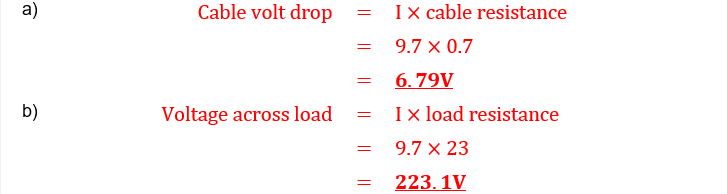 a) Cable volt drop = I × cable resistance
= 9.7 × 0.7
= 6.79V
b) Voltage across load = I × load resistance
= 9.7 × 23
= 223.1V